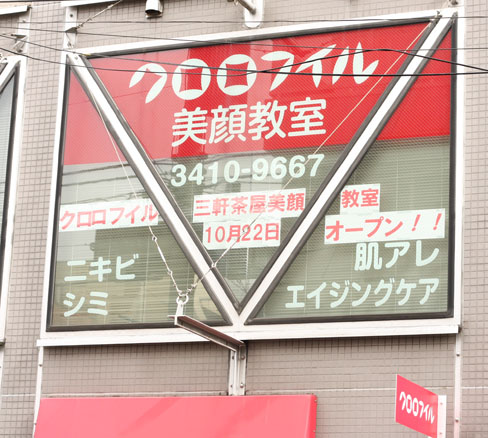 クロロフイル
美顔教室
3410-9667
クロロフイル 三軒茶屋美顔 教室
10月22日 オープン!!
ニキビ 肌アレ
シミ エイジングケア
クロロフイル